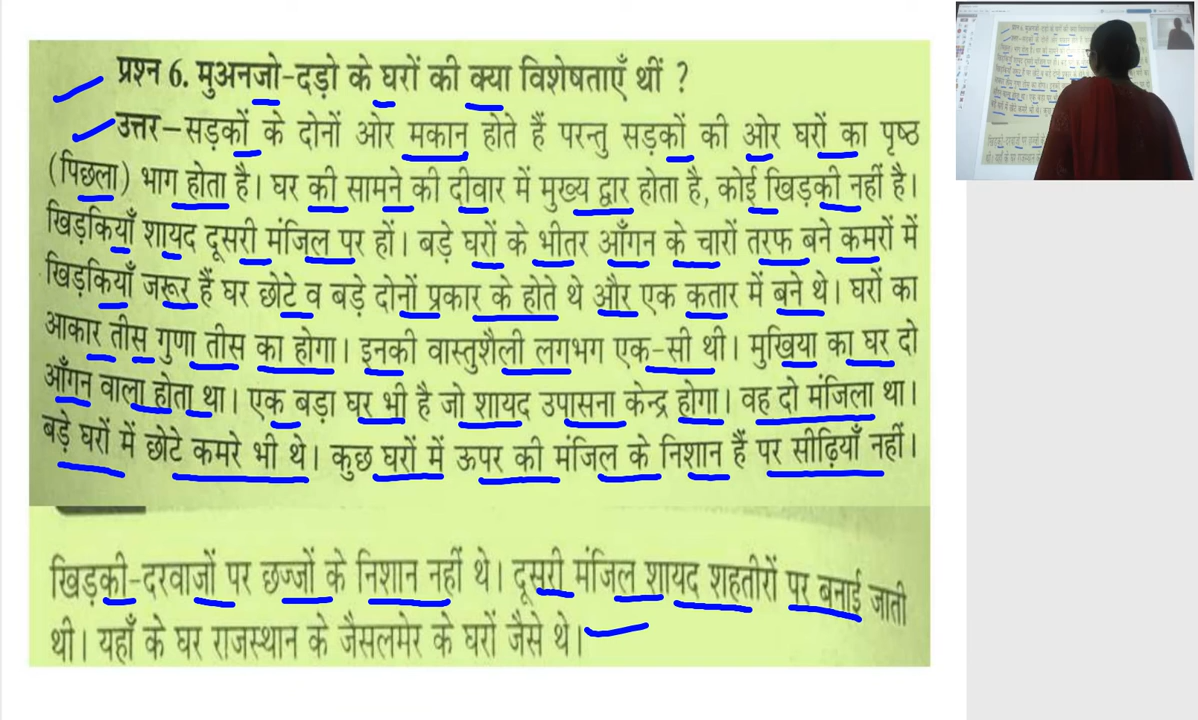 प्रश्न 6. मुअनजो-दड़ो के घरों की क्या विशेषताएँ थीं ?
उत्तर–सड़कों के दोनों ओर मकान होते हैं परन्तु सड़कों की ओर घरों का पृष्ठ
(पिछला) भाग होता है। घर की सामने की दीवार में मुख्य द्वार होता है, कोई खिड़की नहीं है।
खिड़कियाँ शायद दूसरी मंजिल पर हों। बड़े घरों के भीतर आँगन के चारों तरफ बने कमरों में
खिड़कियाँ जरूर हैं घर छोटे व बड़े दोनों प्रकार के होते थे और एक कतार में बने थे। घरों का
आकार तीस गुणा तीस का होगा। इनकी वास्तुशैली लगभग एक-सी थी। मुखिया का घर दो
आँगन वाला होता था। एक बड़ा घर भी है जो शायद उपासना केन्द्र होगा। वह दो मंजिला था।
बड़े घरों में छोटे कमरे भी थे। कुछ घरों में ऊपर की मंजिल के निशान हैं पर सीढ़ियाँ नहीं।
खिड़की-दरवाजों पर छज्जों के निशान नहीं थे। दूसरी मंजिल शायद शहतीरों पर बनाई जाती
थी। यहाँ के घर राजस्थान के जैसलमेर के घरों जैसे थे।